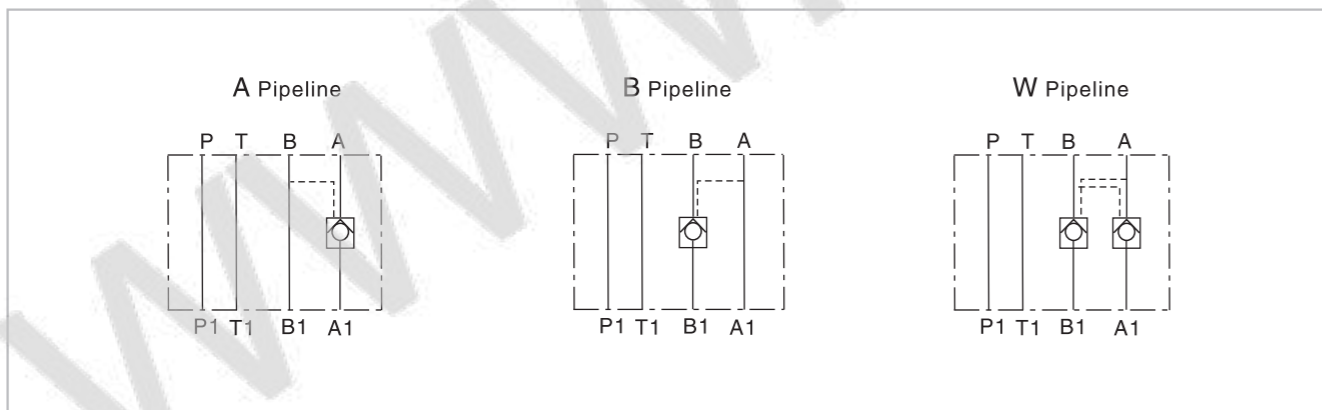 A Pipeline
P T B A
P1 T1 B1 A1
B Pipeline
P T B A
P1 T1 B1 A1
W Pipeline
P T B A
P1 T1 B1 A1